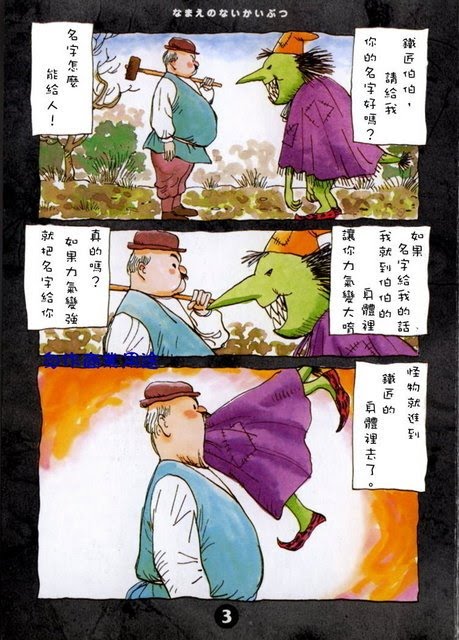 なまえのないかいぶつ
鐵匠伯伯，
請給我
你的名字好嗎？
名字怎麼
能給人！
如果
名字給我的話、
我就到伯伯的
身體裡
讓你力氣變大唷
真的嗎？
如果力氣變強
就把名字給你
怪物就進到
鐵匠的
身體裡去了。
3